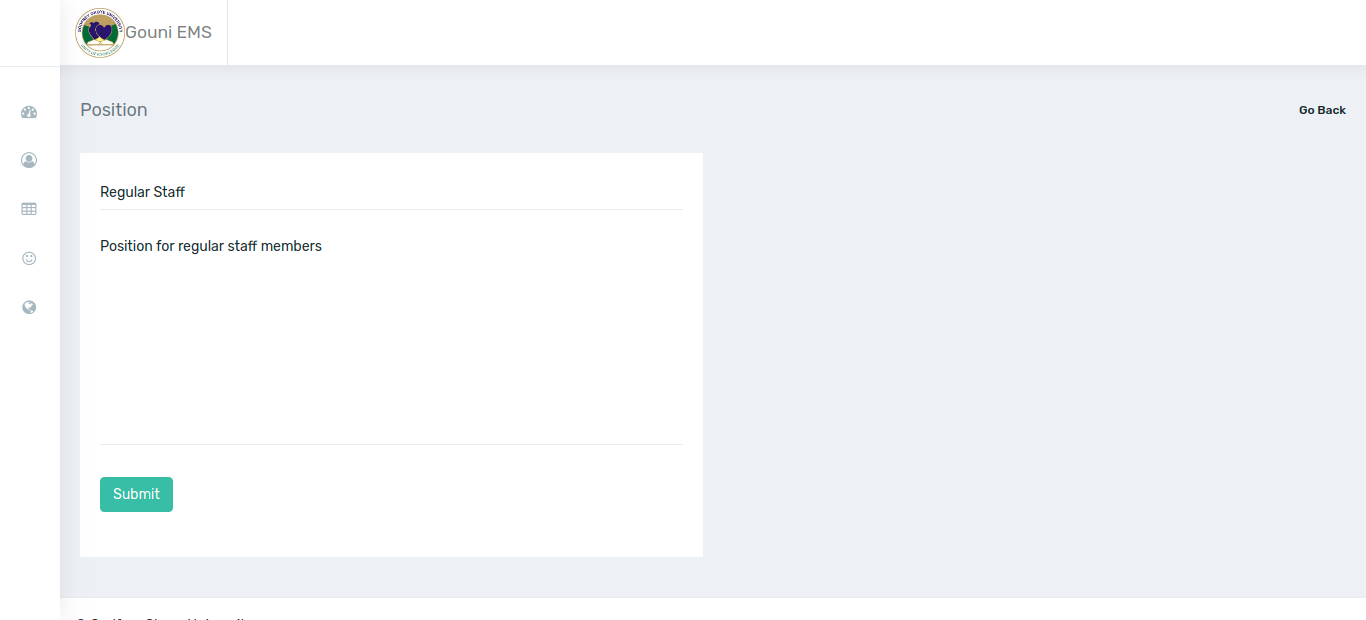 Gouni EMS
Position
Go Back
Regular Staff
Position for regular staff members
Submit